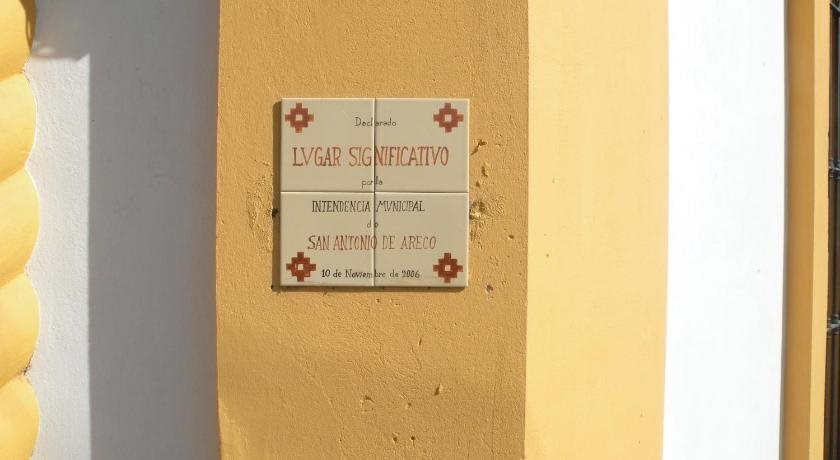 Declarado
LVGAR SIGNIFICATIVO
por la
INTENDENCIA MVNICIPAL
de
SAN ANTONIO DE ARECO
10 de Noviembre de 2006